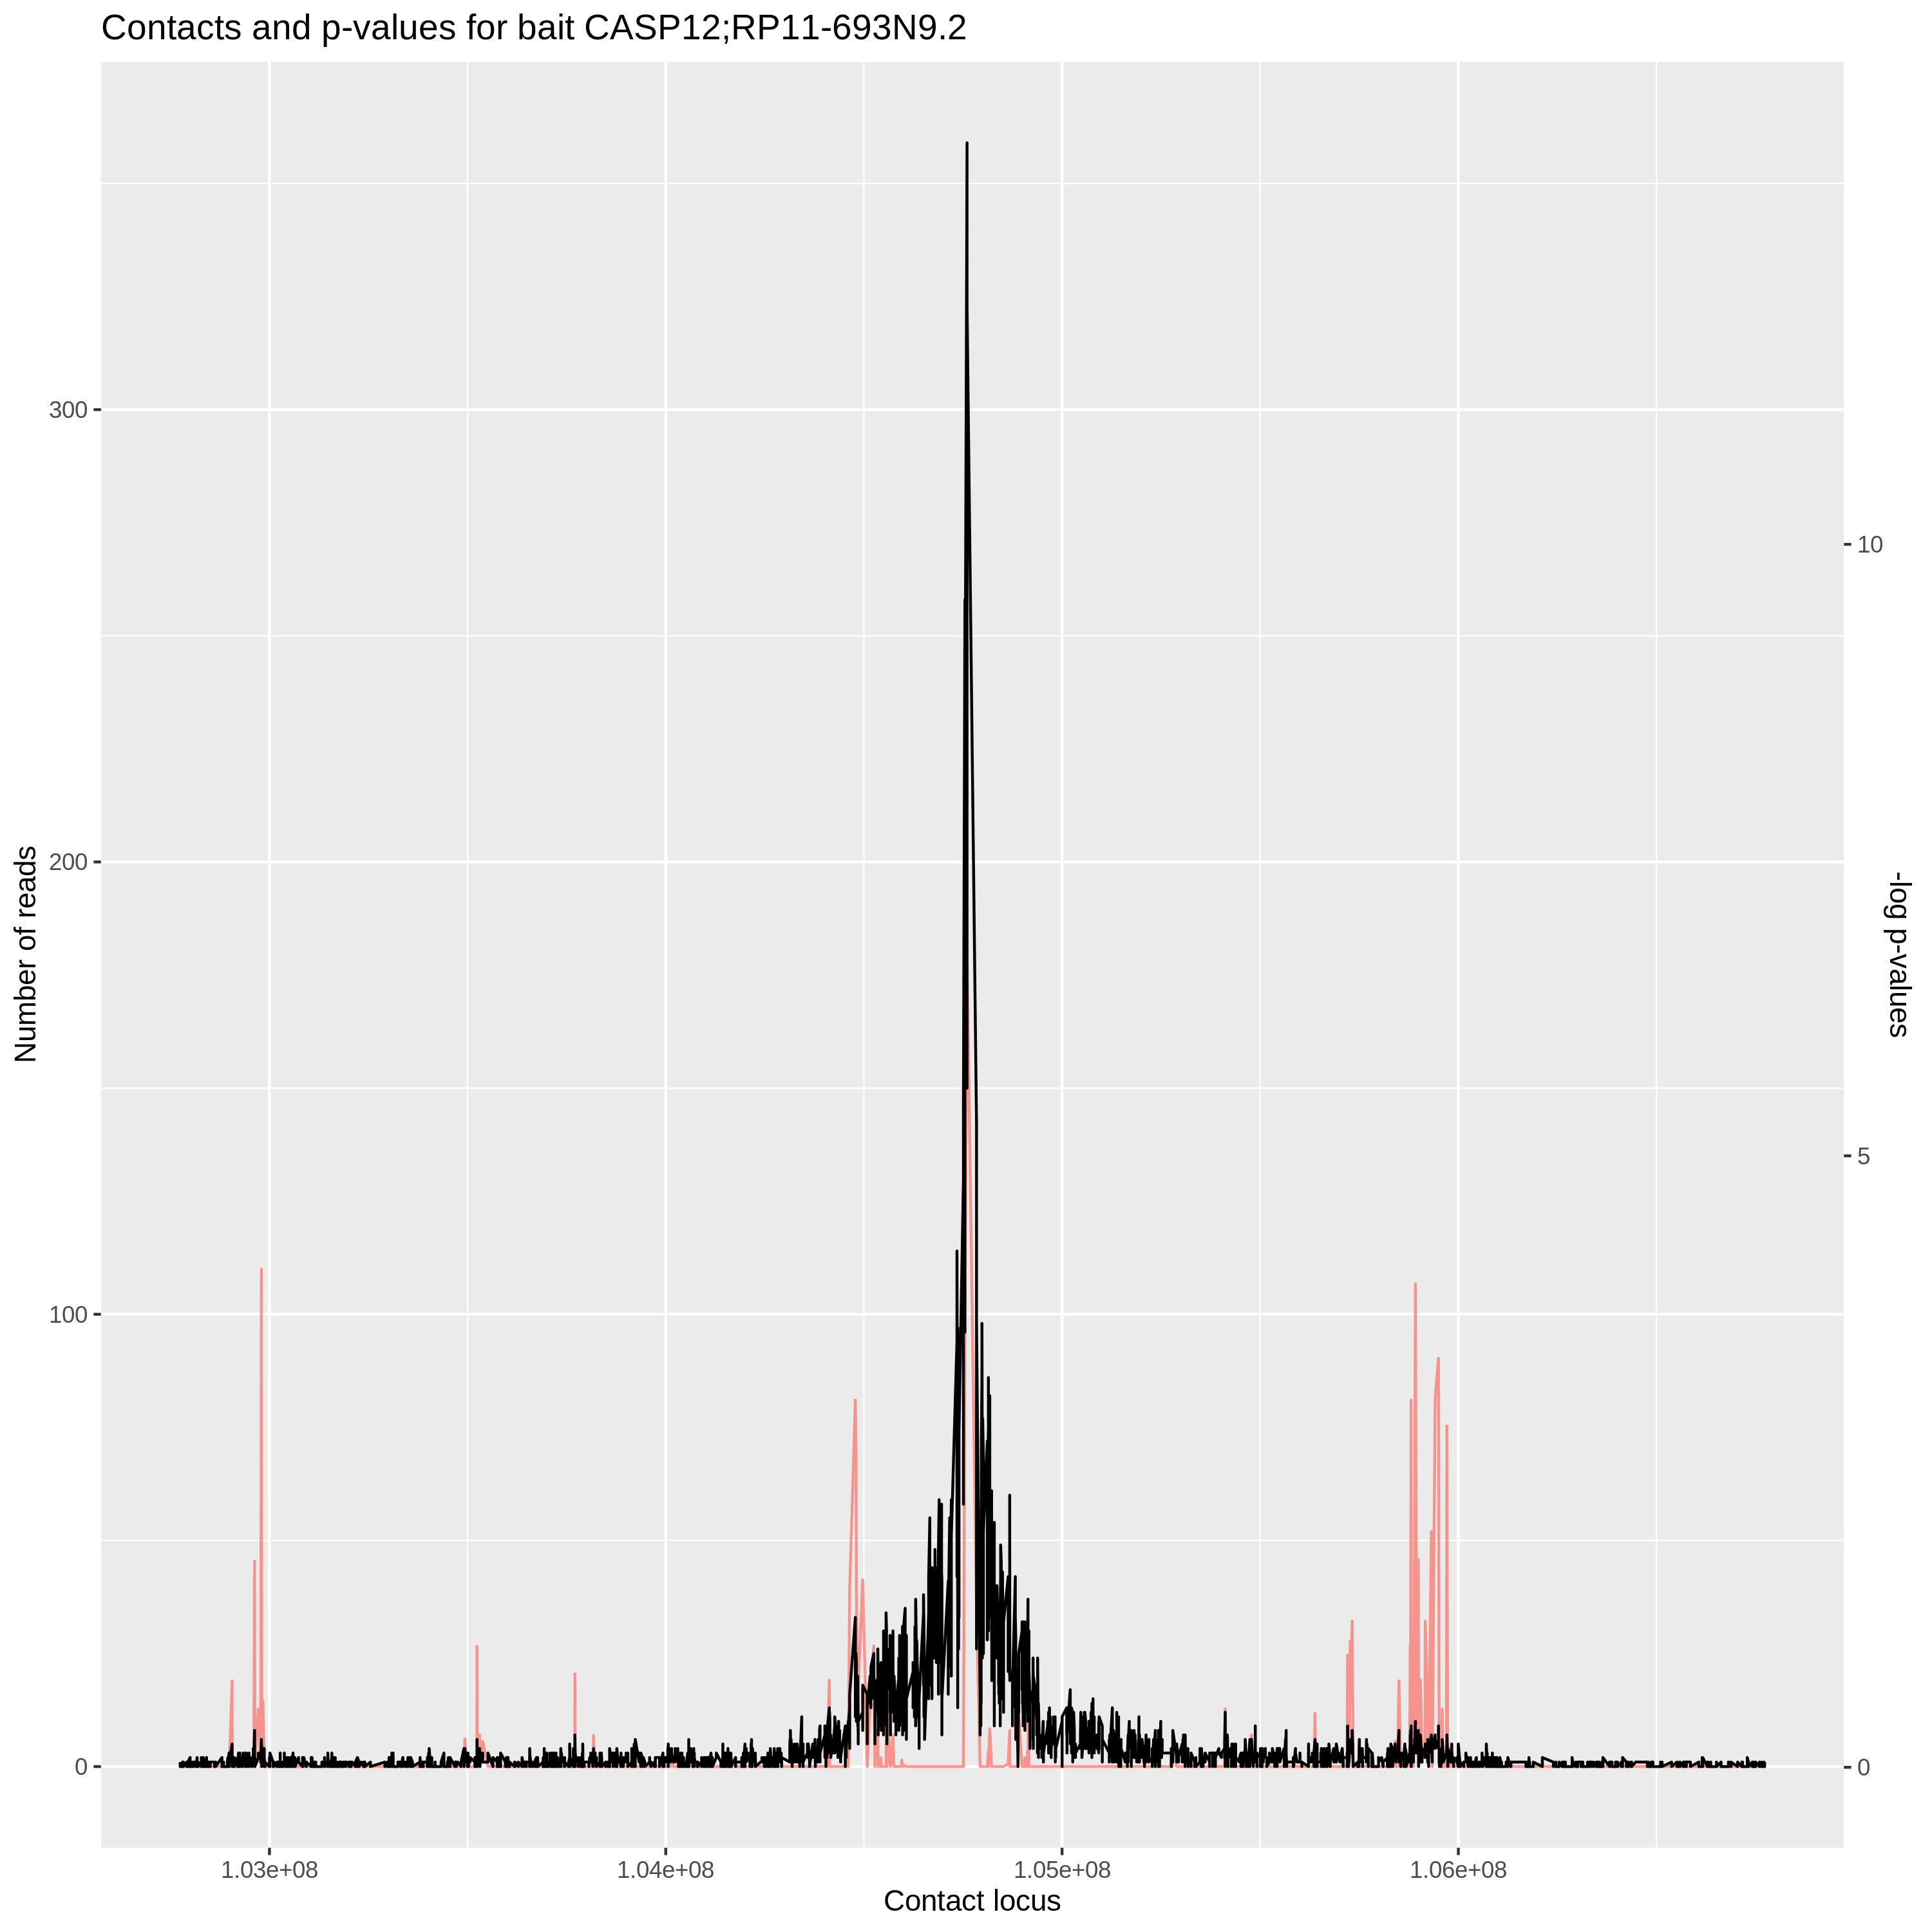 Contacts and p-values for bait CASP12;RP11-693N9.2
300
200
100
0
Number of reads
10
5
0
-log p-values
1.03e+08 1.04e+08 1.05e+08 1.06e+08
Contact locus